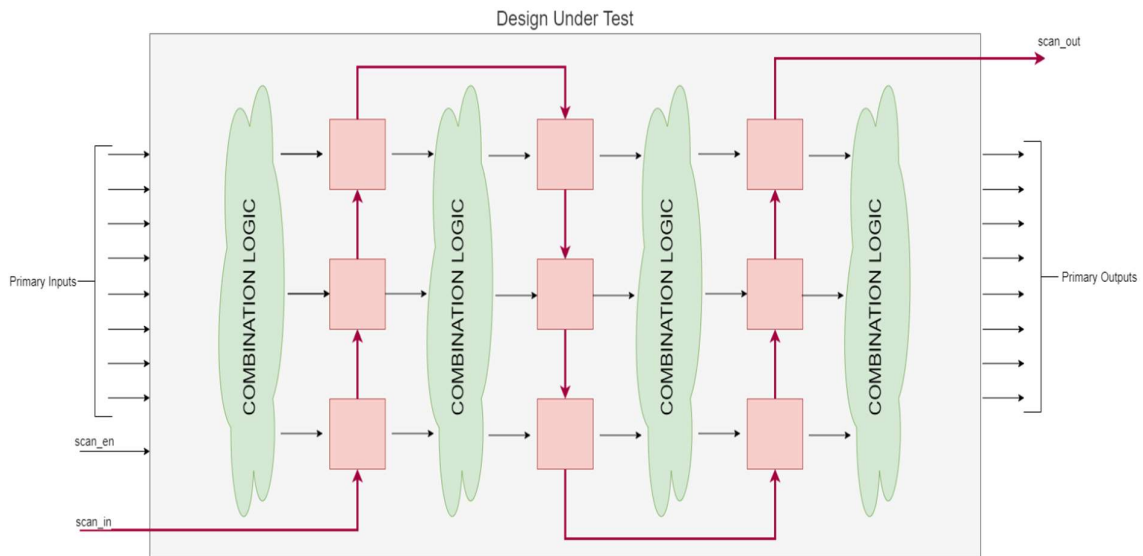 Design Under Test
scan_out
COMBINATION LOGIC
COMBINATION LOGIC
COMBINATION LOGIC
COMBINATION LOGIC
Primary Inputs
Primary Outputs
scan_en
scan_in